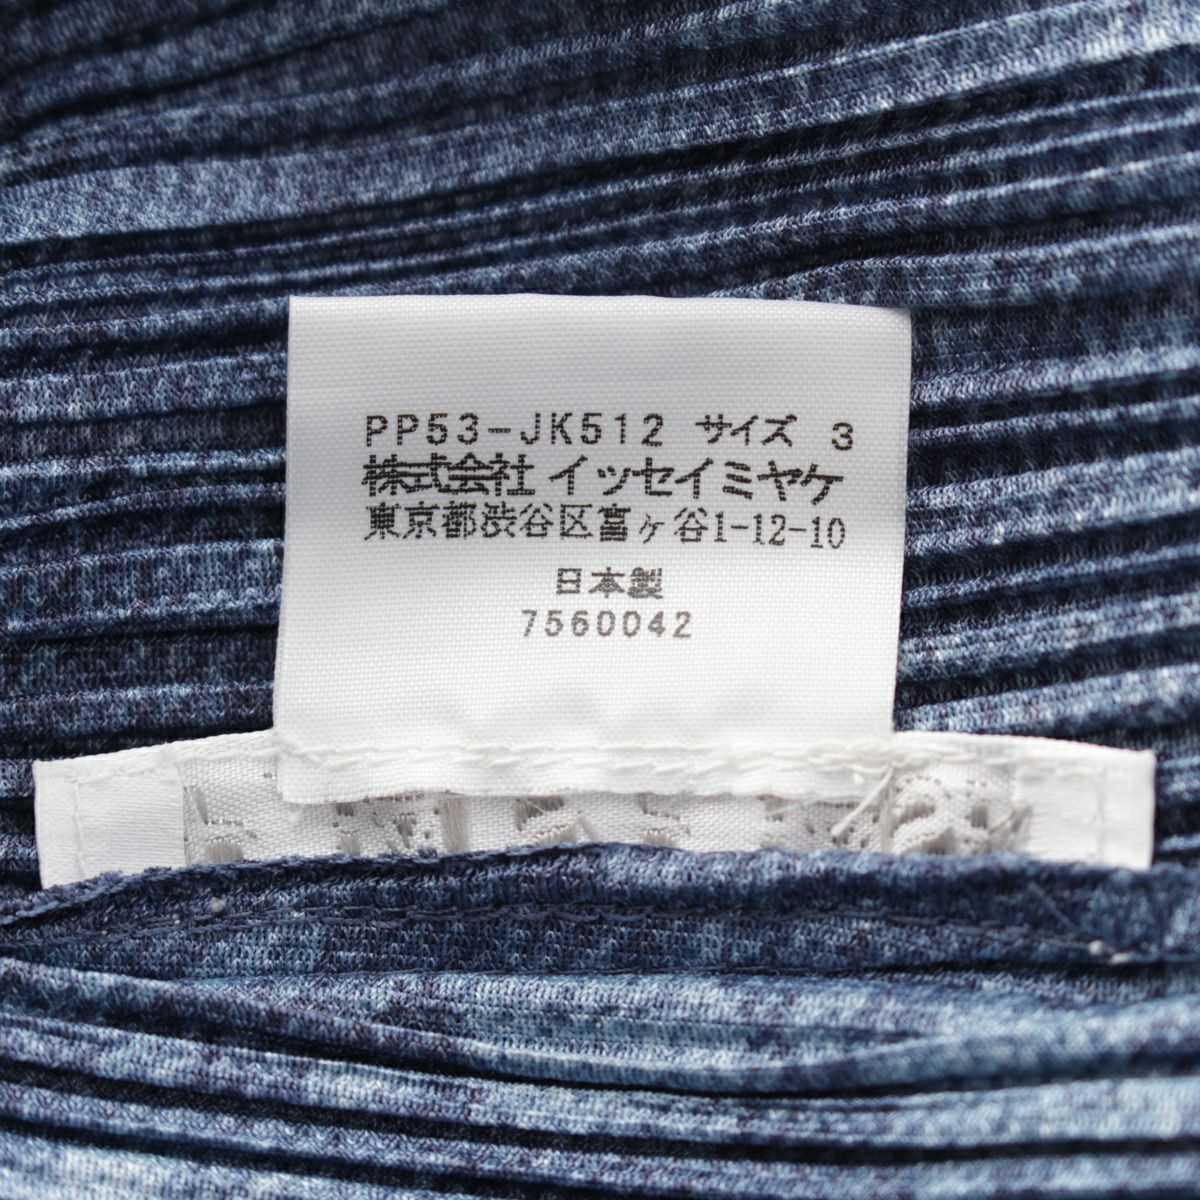 PP53-JK512 サイズ 3
株式会社 イッセイミヤケ
東京都渋谷区富ヶ谷1-12-10
日本製
7560042